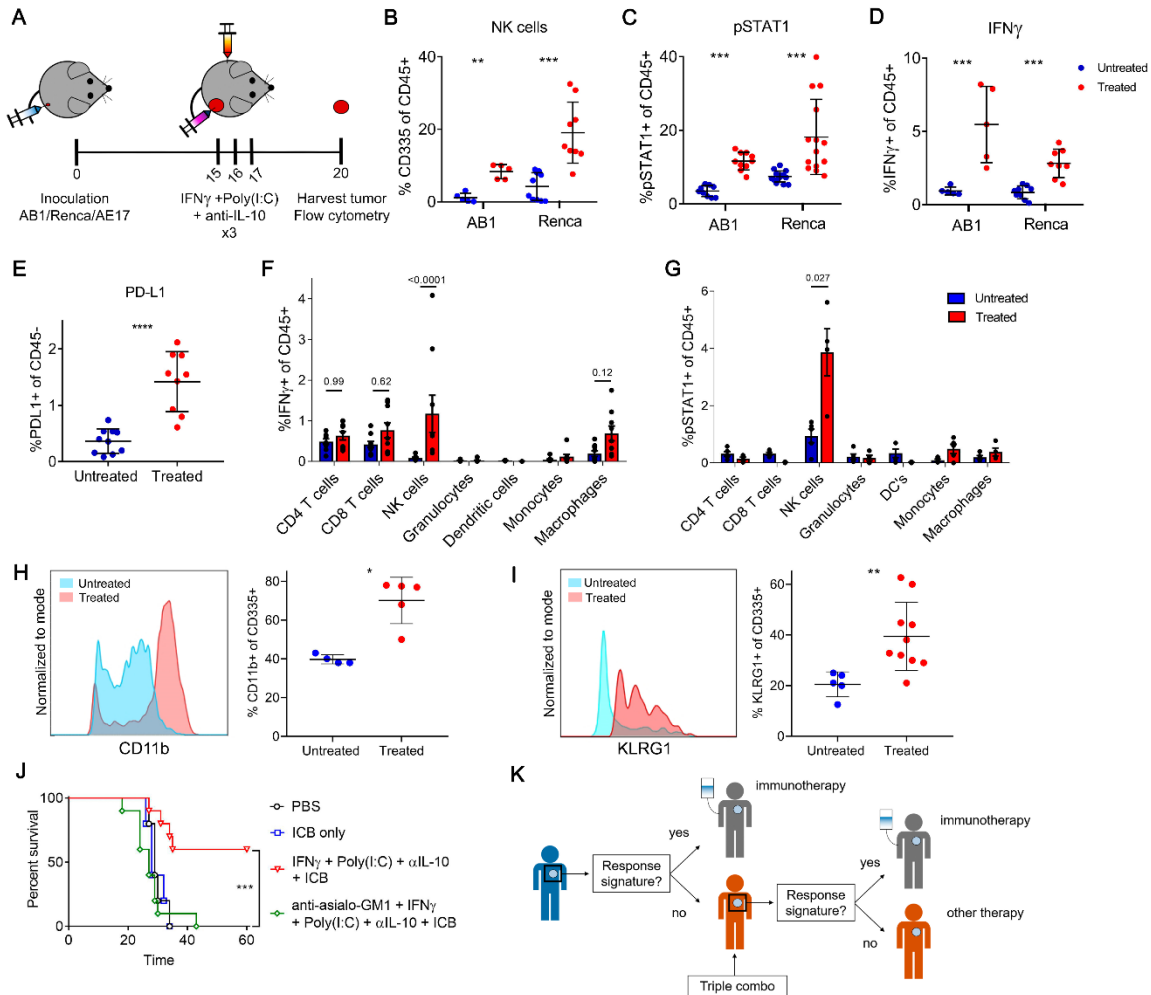 A
0
15
16
17
20
Inoculation
AB1/Renca/AE17
IFNγ +Poly(I:C)
+ anti-IL-10
x3
Harvest tumor
Flow cytometry
B
NK cells
% CD335 of CD45+
40
20
0
**
***
AB1
Renca
C
pSTAT1
%pSTAT1+ of CD45+
40
20
0
***
***
AB1
Renca
D
IFNγ
%IFNγ+ of CD45+
10
5
0
***
***
AB1
Renca
Untreated
Treated
E
PD-L1
%PDL1+ of CD45-
2
1
0
****
Untreated
Treated
F
%IFNγ+ of CD45+
4
3
2
1
0
0.99
0.62
<0.0001
0.12
CD4 T cells
CD8 T cells
NK cells
Granulocytes
Dendritic cells
Monocytes
Macrophages
G
%pSTAT1+ of CD45+
6
4
2
0
0.027
CD4 T cells
CD8 T cells
NK cells
Granulocytes
DC's
Monocytes
Macrophages
Untreated
Treated
H
Normalized to mode
Untreated
Treated
CD11b
% CD11b+ of CD335+
80
60
40
20
*
Untreated
Treated
I
Normalized to mode
Untreated
Treated
KLRG1
% KLRG1+ of CD335+
60
40
20
0
**
Untreated
Treated
J
Percent survival
100
50
0
0
20
40
60
Time
***
PBS
ICB only
IFNγ + Poly(I:C) + αIL-10
+ ICB
anti-asialo-GM1 + IFNγ
+ Poly(I:C) + αIL-10 + ICB
K
immunotherapy
yes
Response
signature?
no
Triple combo
Response
signature?
yes
immunotherapy
no
other therapy